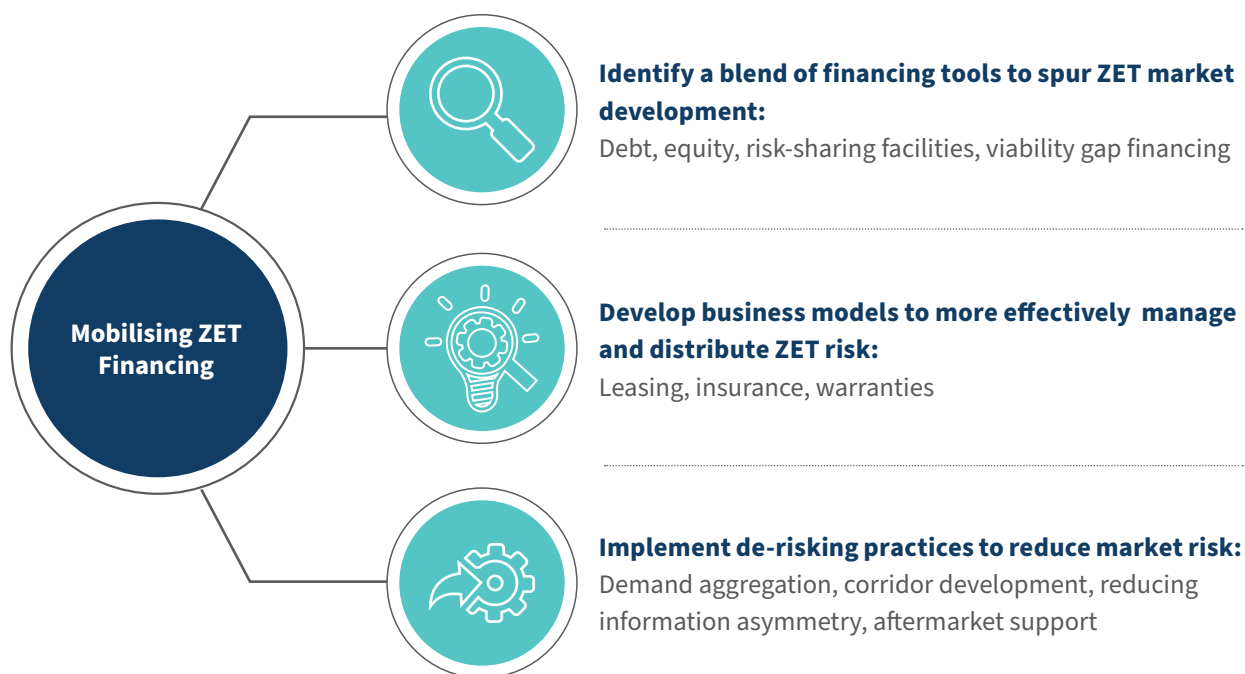 Mobilising ZET
Financing
Identify a blend of financing tools to spur ZET market
development:
Debt, equity, risk-sharing facilities, viability gap financing
Develop business models to more effectively manage
and distribute ZET risk:
Leasing, insurance, warranties
Implement de-risking practices to reduce market risk:
Demand aggregation, corridor development, reducing
information asymmetry, aftermarket support